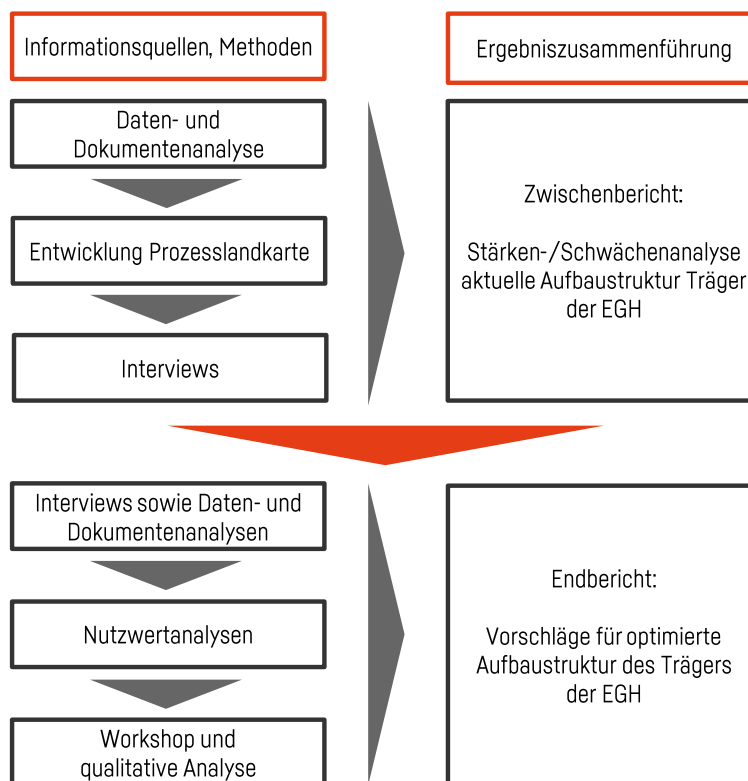 Informationsquellen, Methoden
Ergebniszusammenführung
Daten- und
Dokumentenanalyse
Entwicklung Prozesslandkarte
Interviews
Zwischenbericht:
Stärken-/Schwächenanalyse
aktuelle Aufbaustruktur Träger
der EGH
Interviews sowie Daten- und
Dokumentenanalysen
Nutzwertanalysen
Workshop und
qualitative Analyse
Endbericht:
Vorschläge für optimierte
Aufbaustruktur des Trägers
der EGH